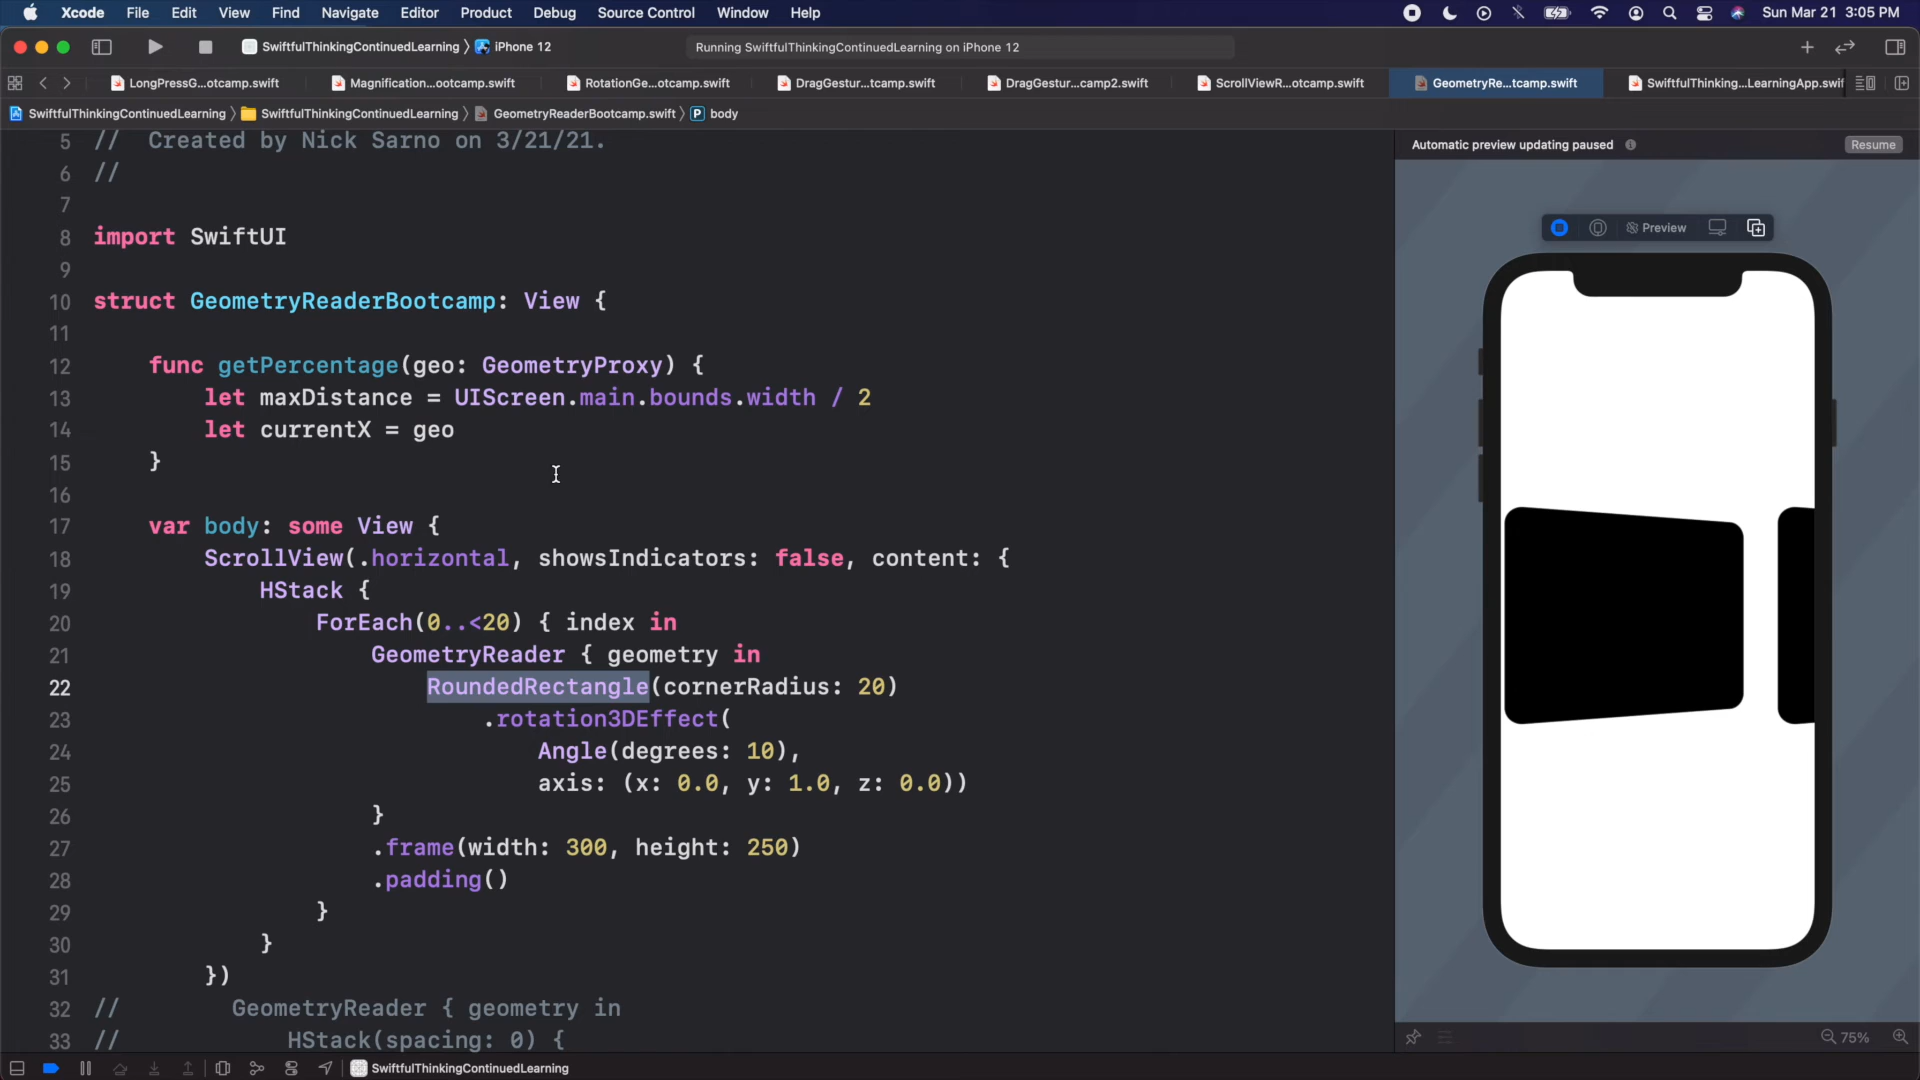 Xcode File Edit View Find Navigate Editor Product Debug Source Control Window Help Sun Mar 21 3:05 PM
SwiftfulThinkingContinuedLearning 〉 iPhone 12 Running SwiftfulThinkingContinuedLearning on iPhone 12
LongPressG...otcamp.swift Magnification...ootcamp.swift RotationGe...otcamp.swift DragGestur...tcamp.swift DragGestur...camp2.swift ScrollViewR...otcamp.swift GeometryRe...tcamp.swift SwiftfulThinking...LearningApp.swif
SwiftfulThinkingContinuedLearning 〉 SwiftfulThinkingContinuedLearning 〉 GeometryReaderBootcamp.swift 〉 P body
Automatic preview updating paused Resume
Preview
5 //  Created by Nick Sarno on 3/21/21.
6 //
7
8 import SwiftUI
9
10 struct GeometryReaderBootcamp: View {
11
12     func getPercentage(geo: GeometryProxy) {
13         let maxDistance = UIScreen.main.bounds.width / 2
14         let currentX = geo
15     }
16
17     var body: some View {
18         ScrollView(.horizontal, showsIndicators: false, content: {
19             HStack {
20                 ForEach(0..<20) { index in
21                     GeometryReader { geometry in
22                         RoundedRectangle(cornerRadius: 20)
23                             .rotation3DEffect(
24                                 Angle(degrees: 10),
25                                 axis: (x: 0.0, y: 1.0, z: 0.0))
26                     }
27                     .frame(width: 300, height: 250)
28                     .padding()
29                 }
30             }
31         })
32 //        GeometryReader { geometry in
33 //            HStack(spacing: 0) {
75%
SwiftfulThinkingContinuedLearning